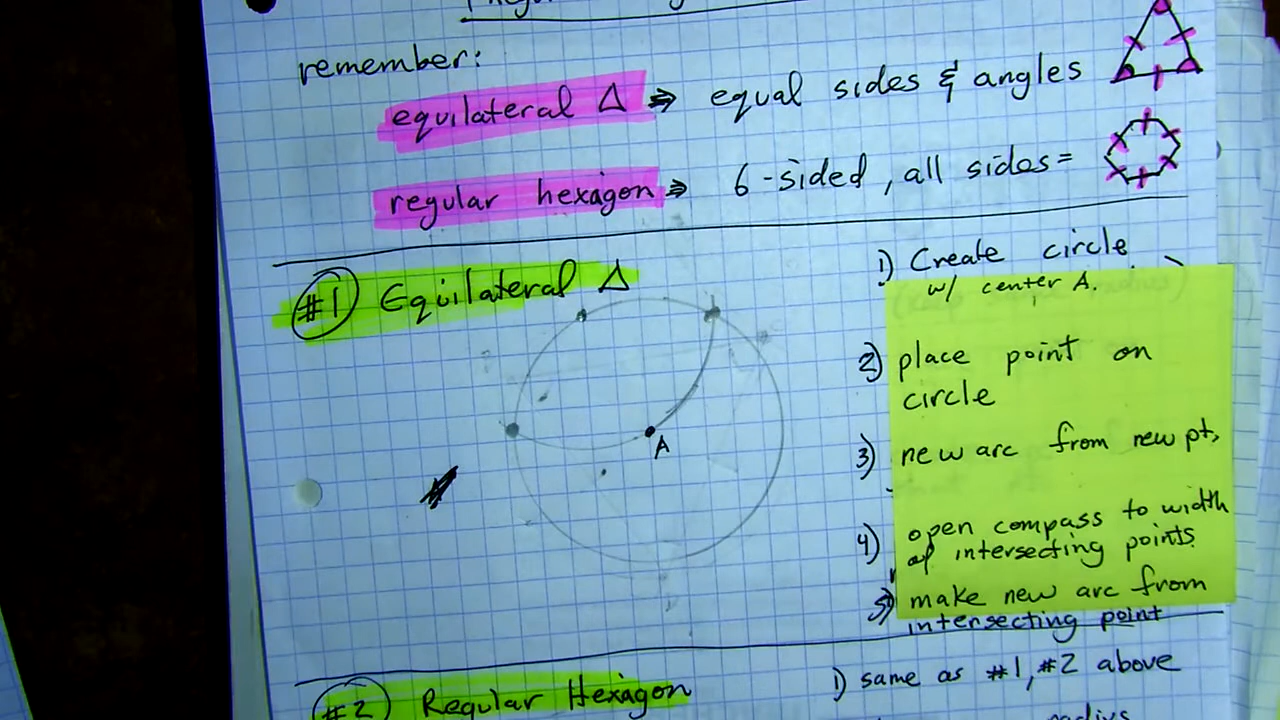 remember:
equilateral Δ ⇒ equal sides & angles
regular hexagon ⇒ 6-sided, all sides =
#1 Equilateral Δ
A
1) Create circle
w/ center A.
2) place point on
circle
3) new arc from new pt,
4) open compass to width
of intersecting points
5) make new arc from
intersecting point
#2 Regular Hexagon
1) same as #1, #2 above
radius